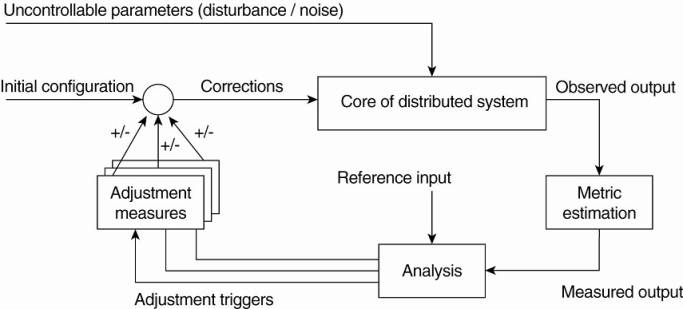 Uncontrollable parameters (disturbance / noise)
Initial configuration
Corrections
Core of distributed system
Observed output
+/-
+/-
+/-
Reference input
Adjustment
measures
Metric
estimation
Analysis
Measured output
Adjustment triggers